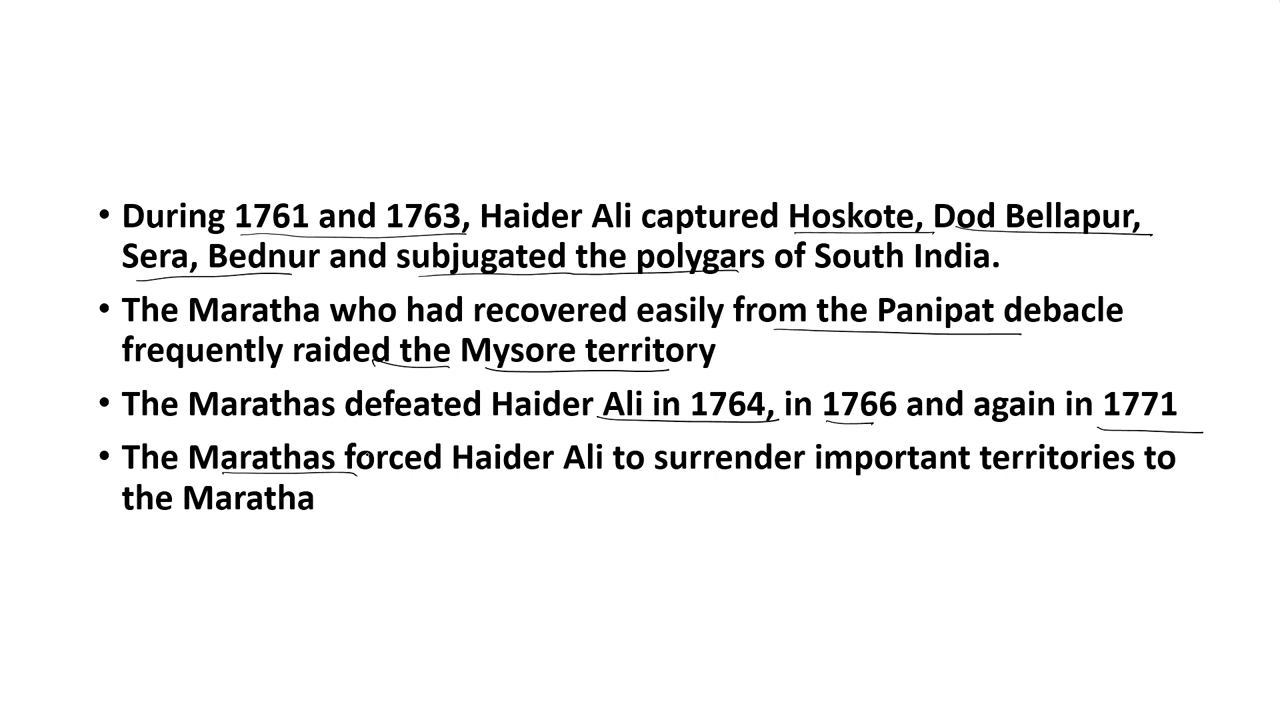 • During 1761 and 1763, Haider Ali captured Hoskote, Dod Bellapur,
Sera, Bednur and subjugated the polygars of South India.
• The Maratha who had recovered easily from the Panipat debacle
frequently raided the Mysore territory
• The Marathas defeated Haider Ali in 1764, in 1766 and again in 1771
• The Marathas forced Haider Ali to surrender important territories to
the Maratha